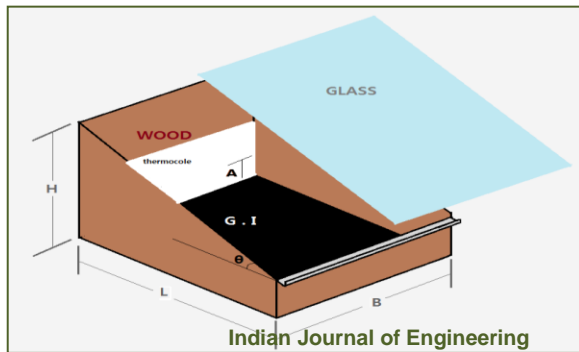 GLASS
WOOD
thermocole
A
H
G . I
θ
L
B
Indian Journal of Engineering